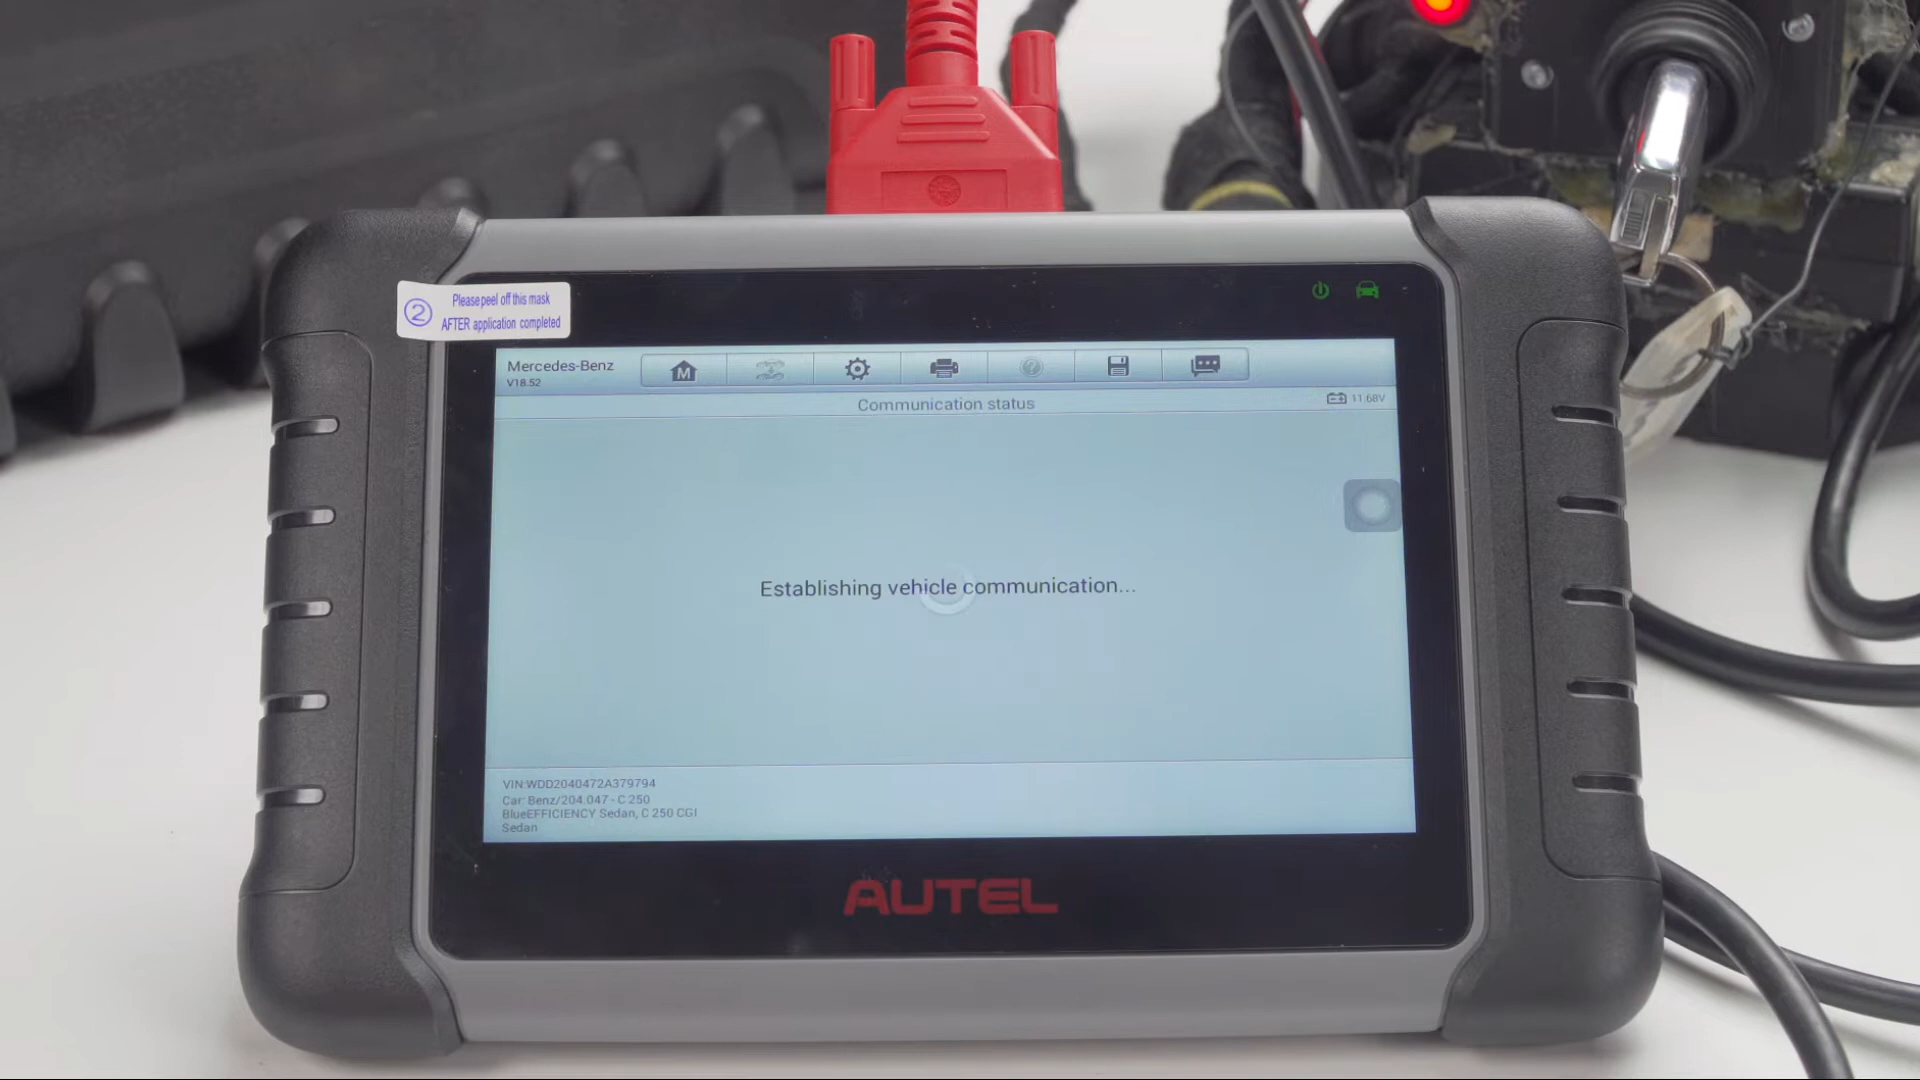 ② Please peel off this mask
AFTER application completed
Mercedes-Benz
V18.52
M
Communication status
11.68V
Establishing vehicle communication...
VIN:WDD2040472A379794
Car: Benz/204.047 - C 250
BlueEFFICIENCY Sedan, C 250 CGI
Sedan
AUTEL